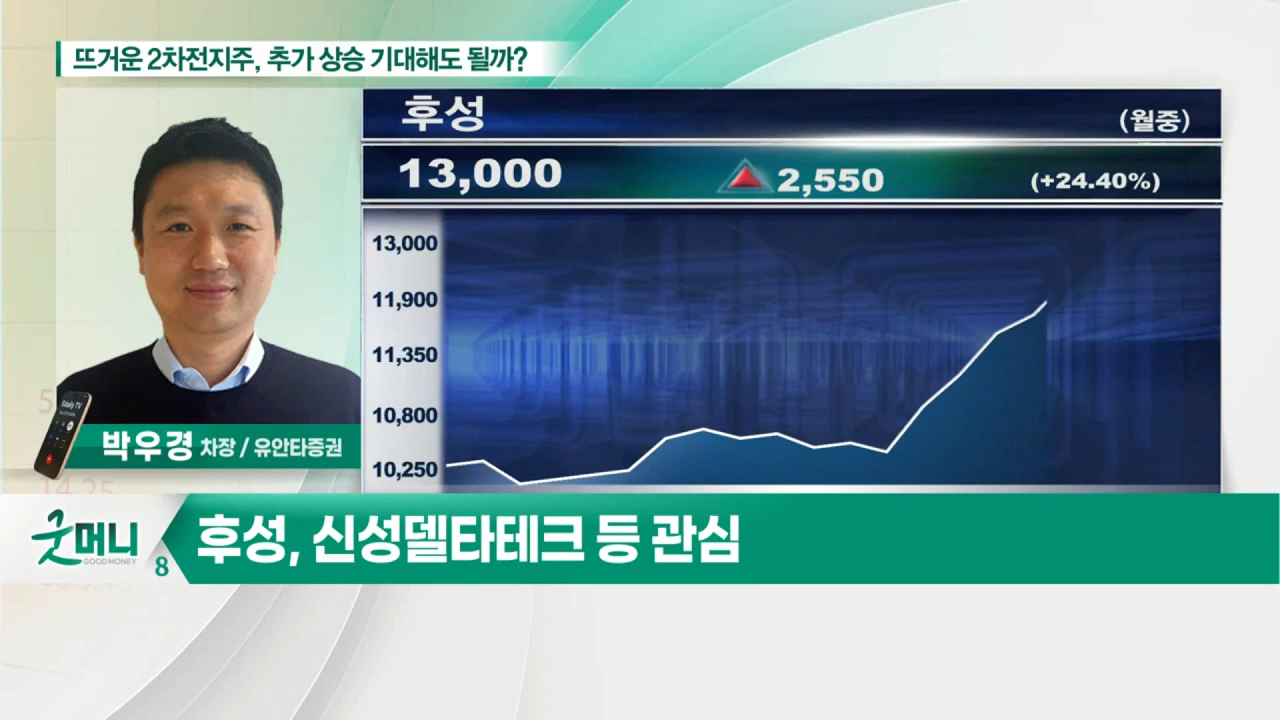 뜨거운 2차전지주, 추가 상승 기대해도 될까?
후성
(월중)
13,000
2,550
(+24.40%)
13,000
11,900
11,350
10,800
10,250
박우경 차장 / 유안타증권
굿머니
GOOD MONEY
8
후성, 신성델타테크 등 관심